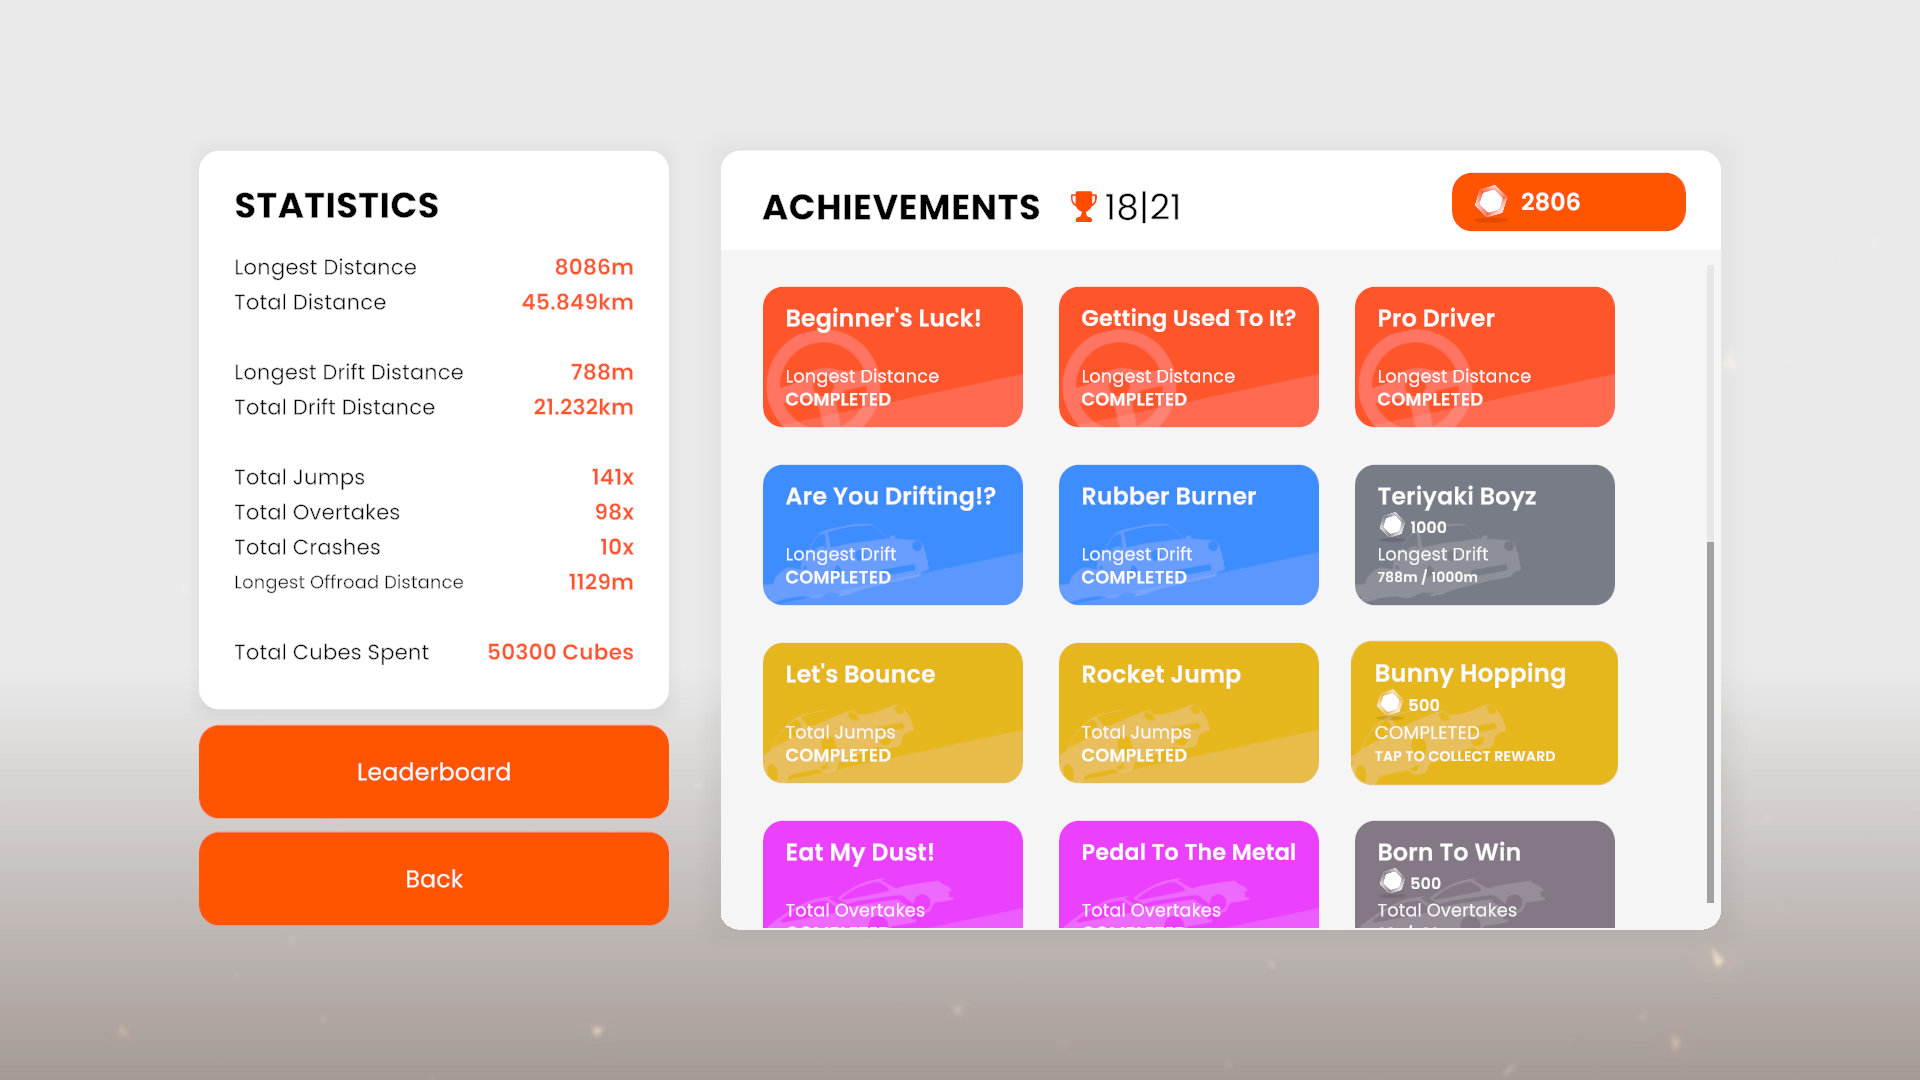 STATISTICS
Longest Distance 8086m
Total Distance 45.849km
Longest Drift Distance 788m
Total Drift Distance 21.232km
Total Jumps 141x
Total Overtakes 98x
Total Crashes 10x
Longest Offroad Distance 1129m
Total Cubes Spent 50300 Cubes
Leaderboard
Back
ACHIEVEMENTS 18|21
2806
Beginner's Luck!
Longest Distance
COMPLETED
Getting Used To It?
Longest Distance
COMPLETED
Pro Driver
Longest Distance
COMPLETED
Are You Drifting!?
Longest Drift
COMPLETED
Rubber Burner
Longest Drift
COMPLETED
Teriyaki Boyz
1000
Longest Drift
788m / 1000m
Let's Bounce
Total Jumps
COMPLETED
Rocket Jump
Total Jumps
COMPLETED
Bunny Hopping
500
COMPLETED
TAP TO COLLECT REWARD
Eat My Dust!
Total Overtakes
Pedal To The Metal
Total Overtakes
Born To Win
500
Total Overtakes